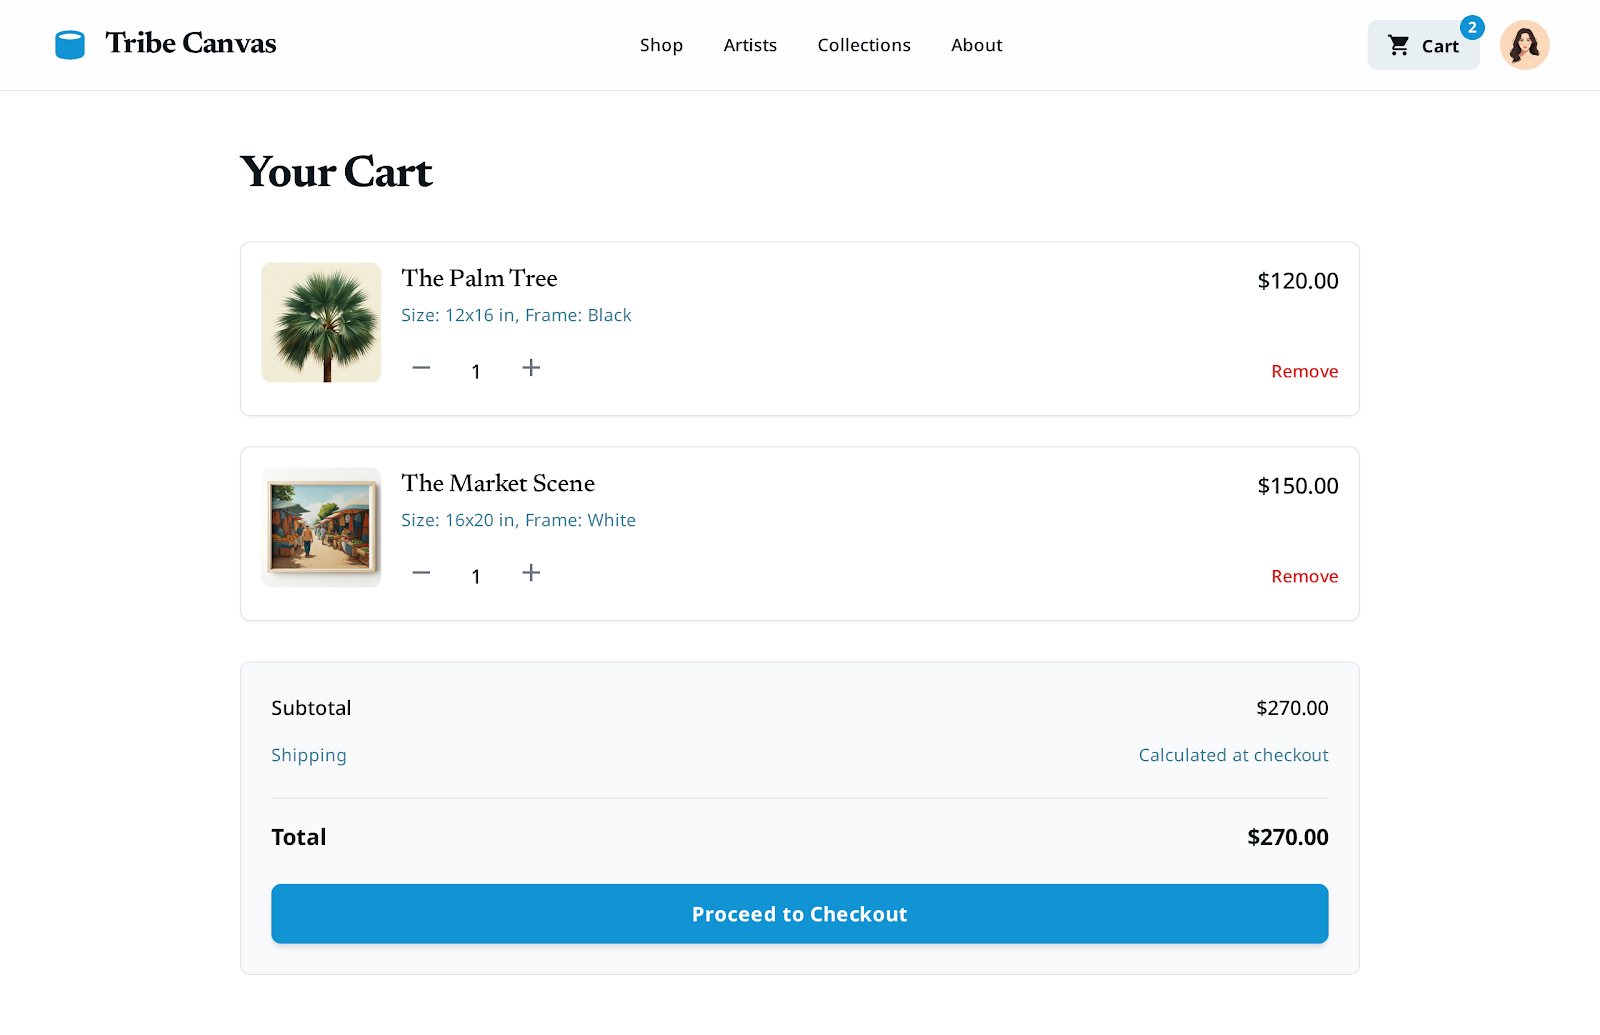 Tribe Canvas
Shop
Artists
Collections
About
Cart
2
Your Cart
The Palm Tree
$120.00
Size: 12x16 in, Frame: Black
1
Remove
The Market Scene
$150.00
Size: 16x20 in, Frame: White
1
Remove
Subtotal
$270.00
Shipping
Calculated at checkout
Total
$270.00
Proceed to Checkout